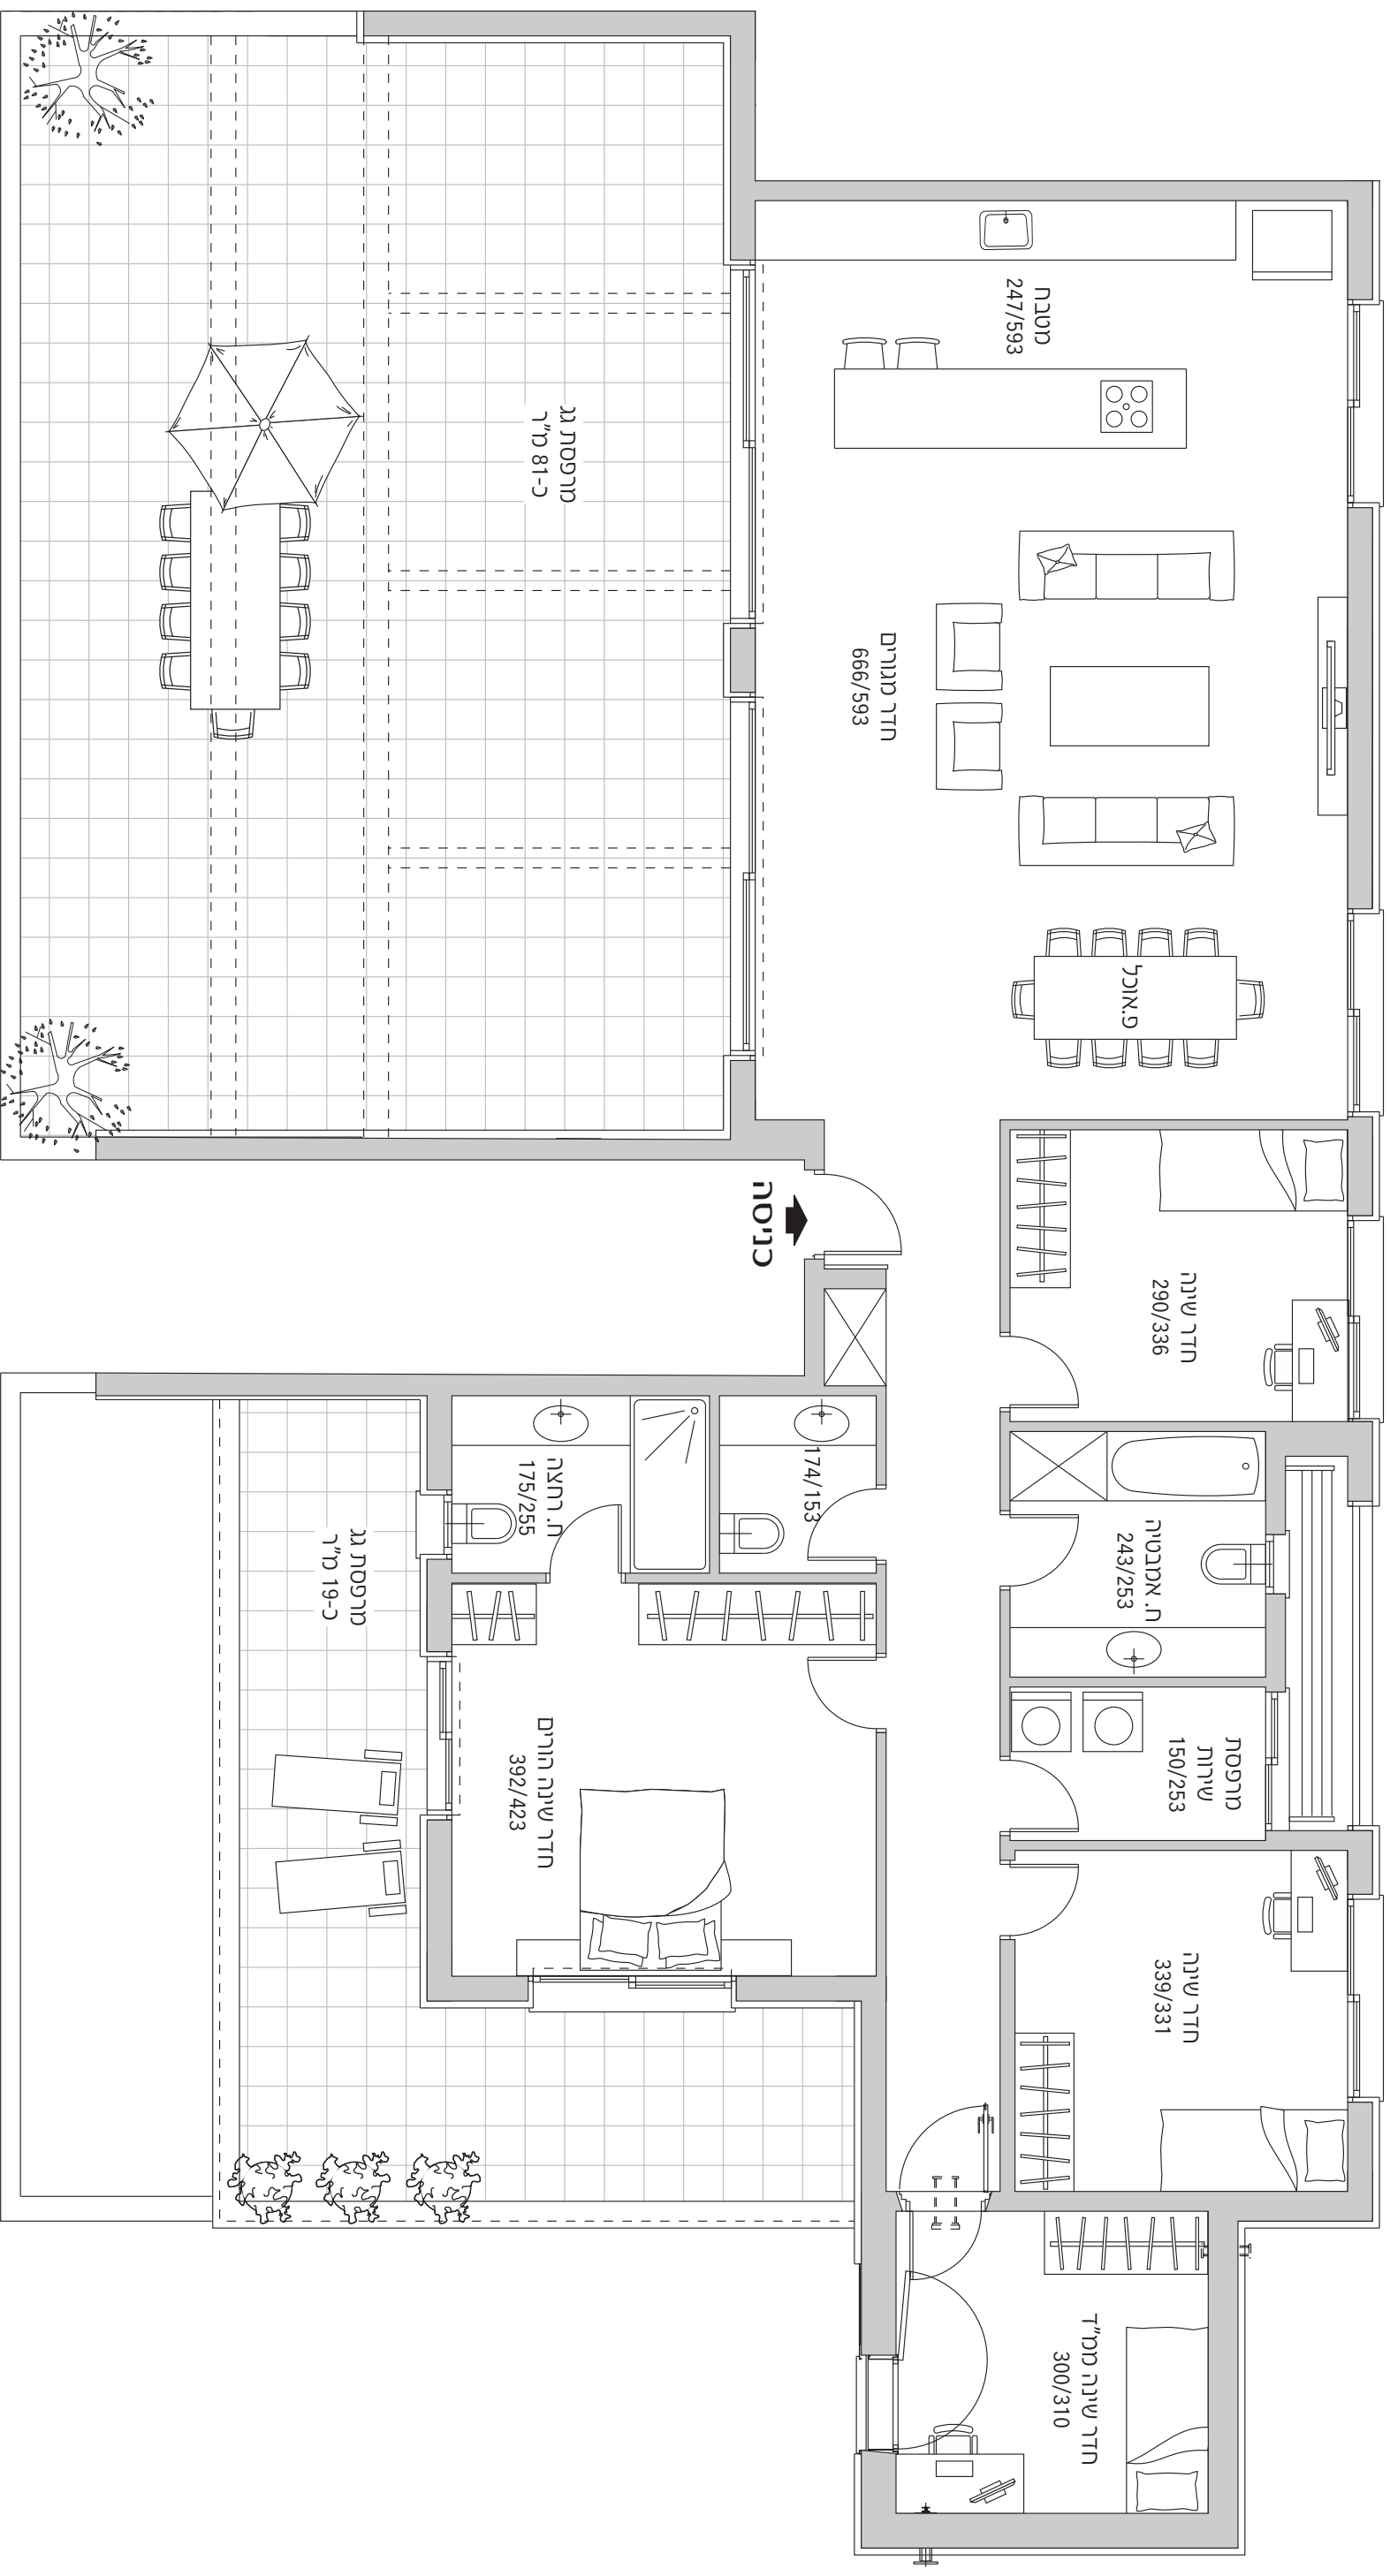 מטבח
247/593
מרפסת גג
כ-81 מ"ר
חדר מגורים
666/593
פ.אוכל
כניסה
חדר שינה
290/336
174/153
ח. רחצה
175/255
ח. אמבטיה
243/253
מרפסת גג
כ-19 מ"ר
מרפסת
שירות
150/253
חדר שינה הורים
392/423
חדר שינה
339/331
חדר שינה ממ"ד
300/310